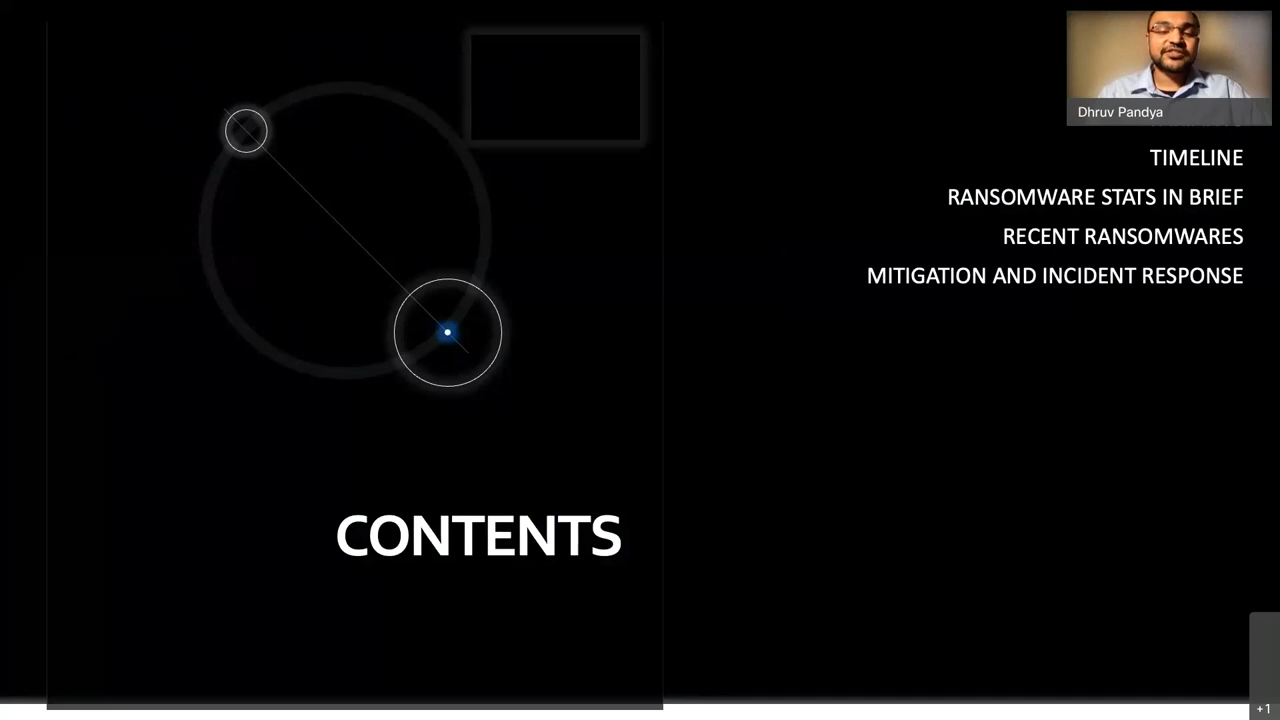 Dhruv Pandya
TIMELINE
RANSOMWARE STATS IN BRIEF
RECENT RANSOMWARES
MITIGATION AND INCIDENT RESPONSE
CONTENTS
+1